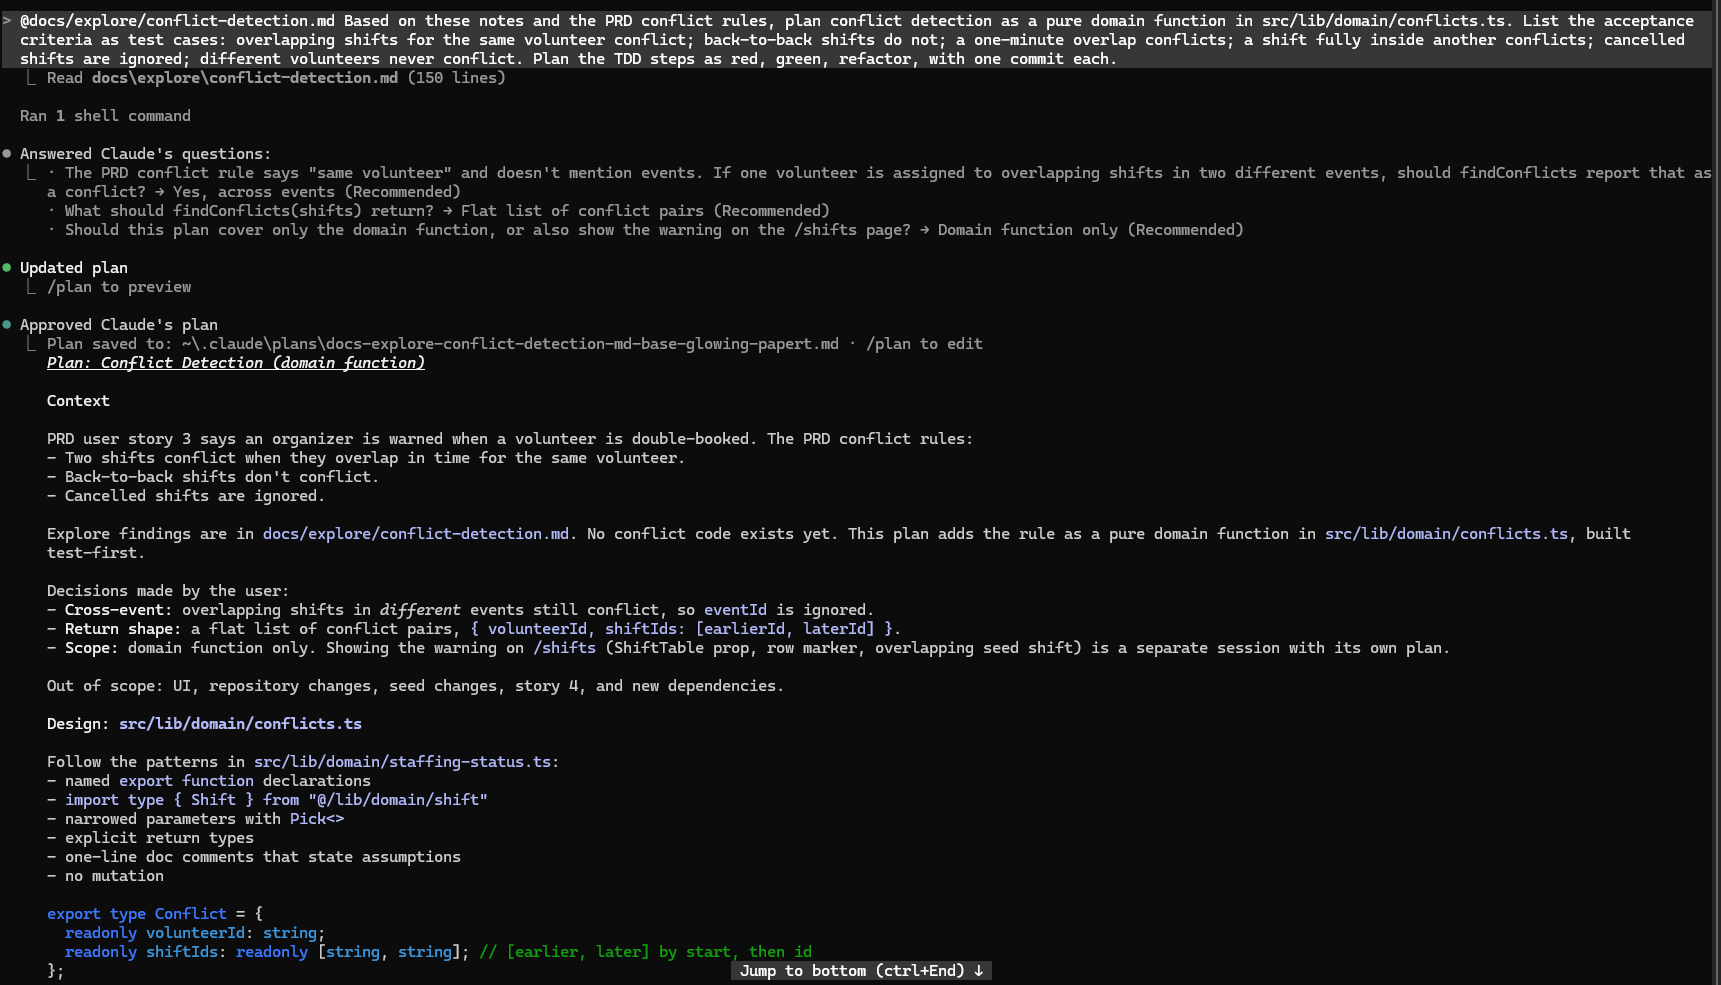 > @docs/explore/conflict-detection.md Based on these notes and the PRD conflict rules, plan conflict detection as a pure domain function in src/lib/domain/conflicts.ts. List the acceptance
criteria as test cases: overlapping shifts for the same volunteer conflict; back-to-back shifts do not; a one-minute overlap conflicts; a shift fully inside another conflicts; cancelled
shifts are ignored; different volunteers never conflict. Plan the TDD steps as red, green, refactor, with one commit each.
⎿ Read docs\explore\conflict-detection.md (150 lines)
Ran 1 shell command
● Answered Claude's questions:
⎿ · The PRD conflict rule says "same volunteer" and doesn't mention events. If one volunteer is assigned to overlapping shifts in two different events, should findConflicts report that as
a conflict? → Yes, across events (Recommended)
· What should findConflicts(shifts) return? → Flat list of conflict pairs (Recommended)
· Should this plan cover only the domain function, or also show the warning on the /shifts page? → Domain function only (Recommended)
● Updated plan
⎿ /plan to preview
● Approved Claude's plan
⎿ Plan saved to: ~\.claude\plans\docs-explore-conflict-detection-md-base-glowing-papert.md · /plan to edit
Plan: Conflict Detection (domain function)
Context
PRD user story 3 says an organizer is warned when a volunteer is double-booked. The PRD conflict rules:
- Two shifts conflict when they overlap in time for the same volunteer.
- Back-to-back shifts don't conflict.
- Cancelled shifts are ignored.
Explore findings are in docs/explore/conflict-detection.md. No conflict code exists yet. This plan adds the rule as a pure domain function in src/lib/domain/conflicts.ts, built
test-first.
Decisions made by the user:
- Cross-event: overlapping shifts in different events still conflict, so eventId is ignored.
- Return shape: a flat list of conflict pairs, { volunteerId, shiftIds: [earlierId, laterId] }.
- Scope: domain function only. Showing the warning on /shifts (ShiftTable prop, row marker, overlapping seed shift) is a separate session with its own plan.
Out of scope: UI, repository changes, seed changes, story 4, and new dependencies.
Design: src/lib/domain/conflicts.ts
Follow the patterns in src/lib/domain/staffing-status.ts:
- named export function declarations
- import type { Shift } from "@/lib/domain/shift"
- narrowed parameters with Pick<>
- explicit return types
- one-line doc comments that state assumptions
- no mutation
export type Conflict = {
readonly volunteerId: string;
readonly shiftIds: readonly [string, string]; // [earlier, later] by start, then id
};
Jump to bottom (ctrl+End) ↓